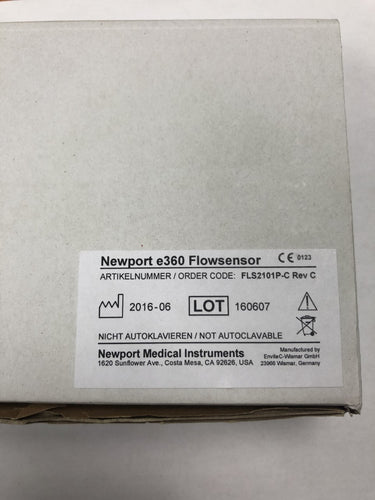 Newport e360 Flowsensor CE 0123
ARTIKELNUMMER / ORDER CODE: FLS2101P-C Rev C
2016-06 LOT 160607
NICHT AUTOKLAVIEREN / NOT AUTOCLAVABLE
Newport Medical Instruments
1620 Sunflower Ave., Costa Mesa, CA 92626, USA
Manufactured by
EnviteC-Wismar GmbH
23966 Wismar, Germany